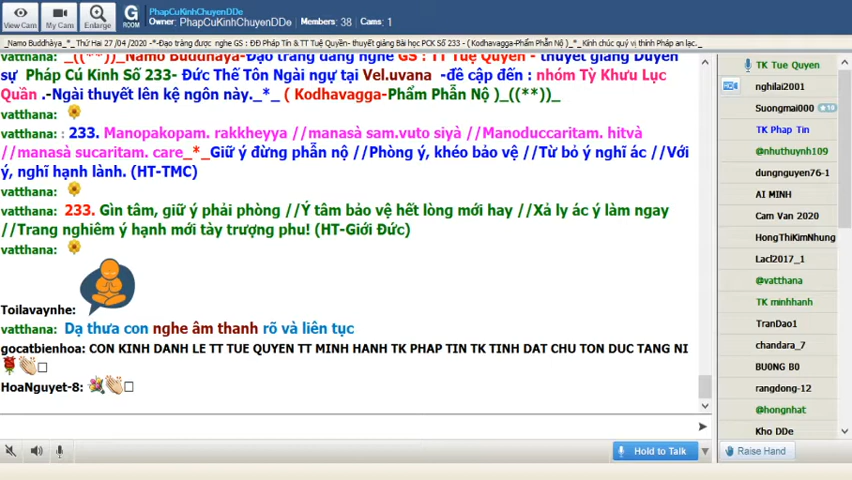 View Cam
My Cam
Enlarge
G
ROOM
PhapCuKinhChuyenDDe
Owner: PhapCuKinhChuyenDDe
Members: 38
Cams: 1
_Namo Buddhàya_*_ Thứ Hai 27 /04 /2020 -*-Đạo tràng được nghe GS : ĐĐ Pháp Tín & TT Tuệ Quyền- thuyết giảng Bài học PCK Số 233 - ( Kodhavagga-Phẩm Phẫn Nộ )_*_ Kính chúc quý vị thính Pháp an lạc._
vatthana: _((**))_Namo Buddhàya-Đạo tràng đang nghe GS : TT Tuệ Quyền - thuyết giảng Duyên
sự Pháp Cú Kinh Số 233- Đức Thế Tôn Ngài ngự tại Vel.uvana -đề cập đến : nhóm Tỳ Khưu Lục
Quần .-Ngài thuyết lên kệ ngôn này._*_ ( Kodhavagga-Phẩm Phẫn Nộ )_((**))_
vatthana:
vatthana: : 233. Manopakopam. rakkheyya //manasà sam.vuto siyà //Manoduccaritam. hitvà
//manasà sucaritam. care_*_Giữ ý đừng phẫn nộ //Phòng ý, khéo bảo vệ //Từ bỏ ý nghĩ ác //Với
ý, nghĩ hạnh lành. (HT-TMC)
vatthana:
vatthana: 233. Gìn tâm, giữ ý phải phòng //Ý tâm bảo vệ hết lòng mới hay //Xả ly ác ý làm ngay
//Trang nghiêm ý hạnh mới tày trượng phu! (HT-Giới Đức)
vatthana:
Toilavaynhe:
vatthana: Dạ thưa con nghe âm thanh rõ và liên tục
gocatbienhoa: CON KINH DANH LE TT TUE QUYEN TT MINH HANH TK PHAP TIN TK TINH DAT CHU TON DUC TANG NI
HoaNguyet-8:
Hold to Talk
TK Tue Quyen
HD
nghilai2001
Suongmai000
TK Phap Tin
@nhuthuynh109
dungnguyen76-1
AI MINH
Cam Van 2020
HongThiKimNhung
Lacl2017_1
@vatthana
TK minhhanh
TranDao1
chandara_7
BU0NG B0
rangdong-12
@hongnhat
Kho DDe
Raise Hand